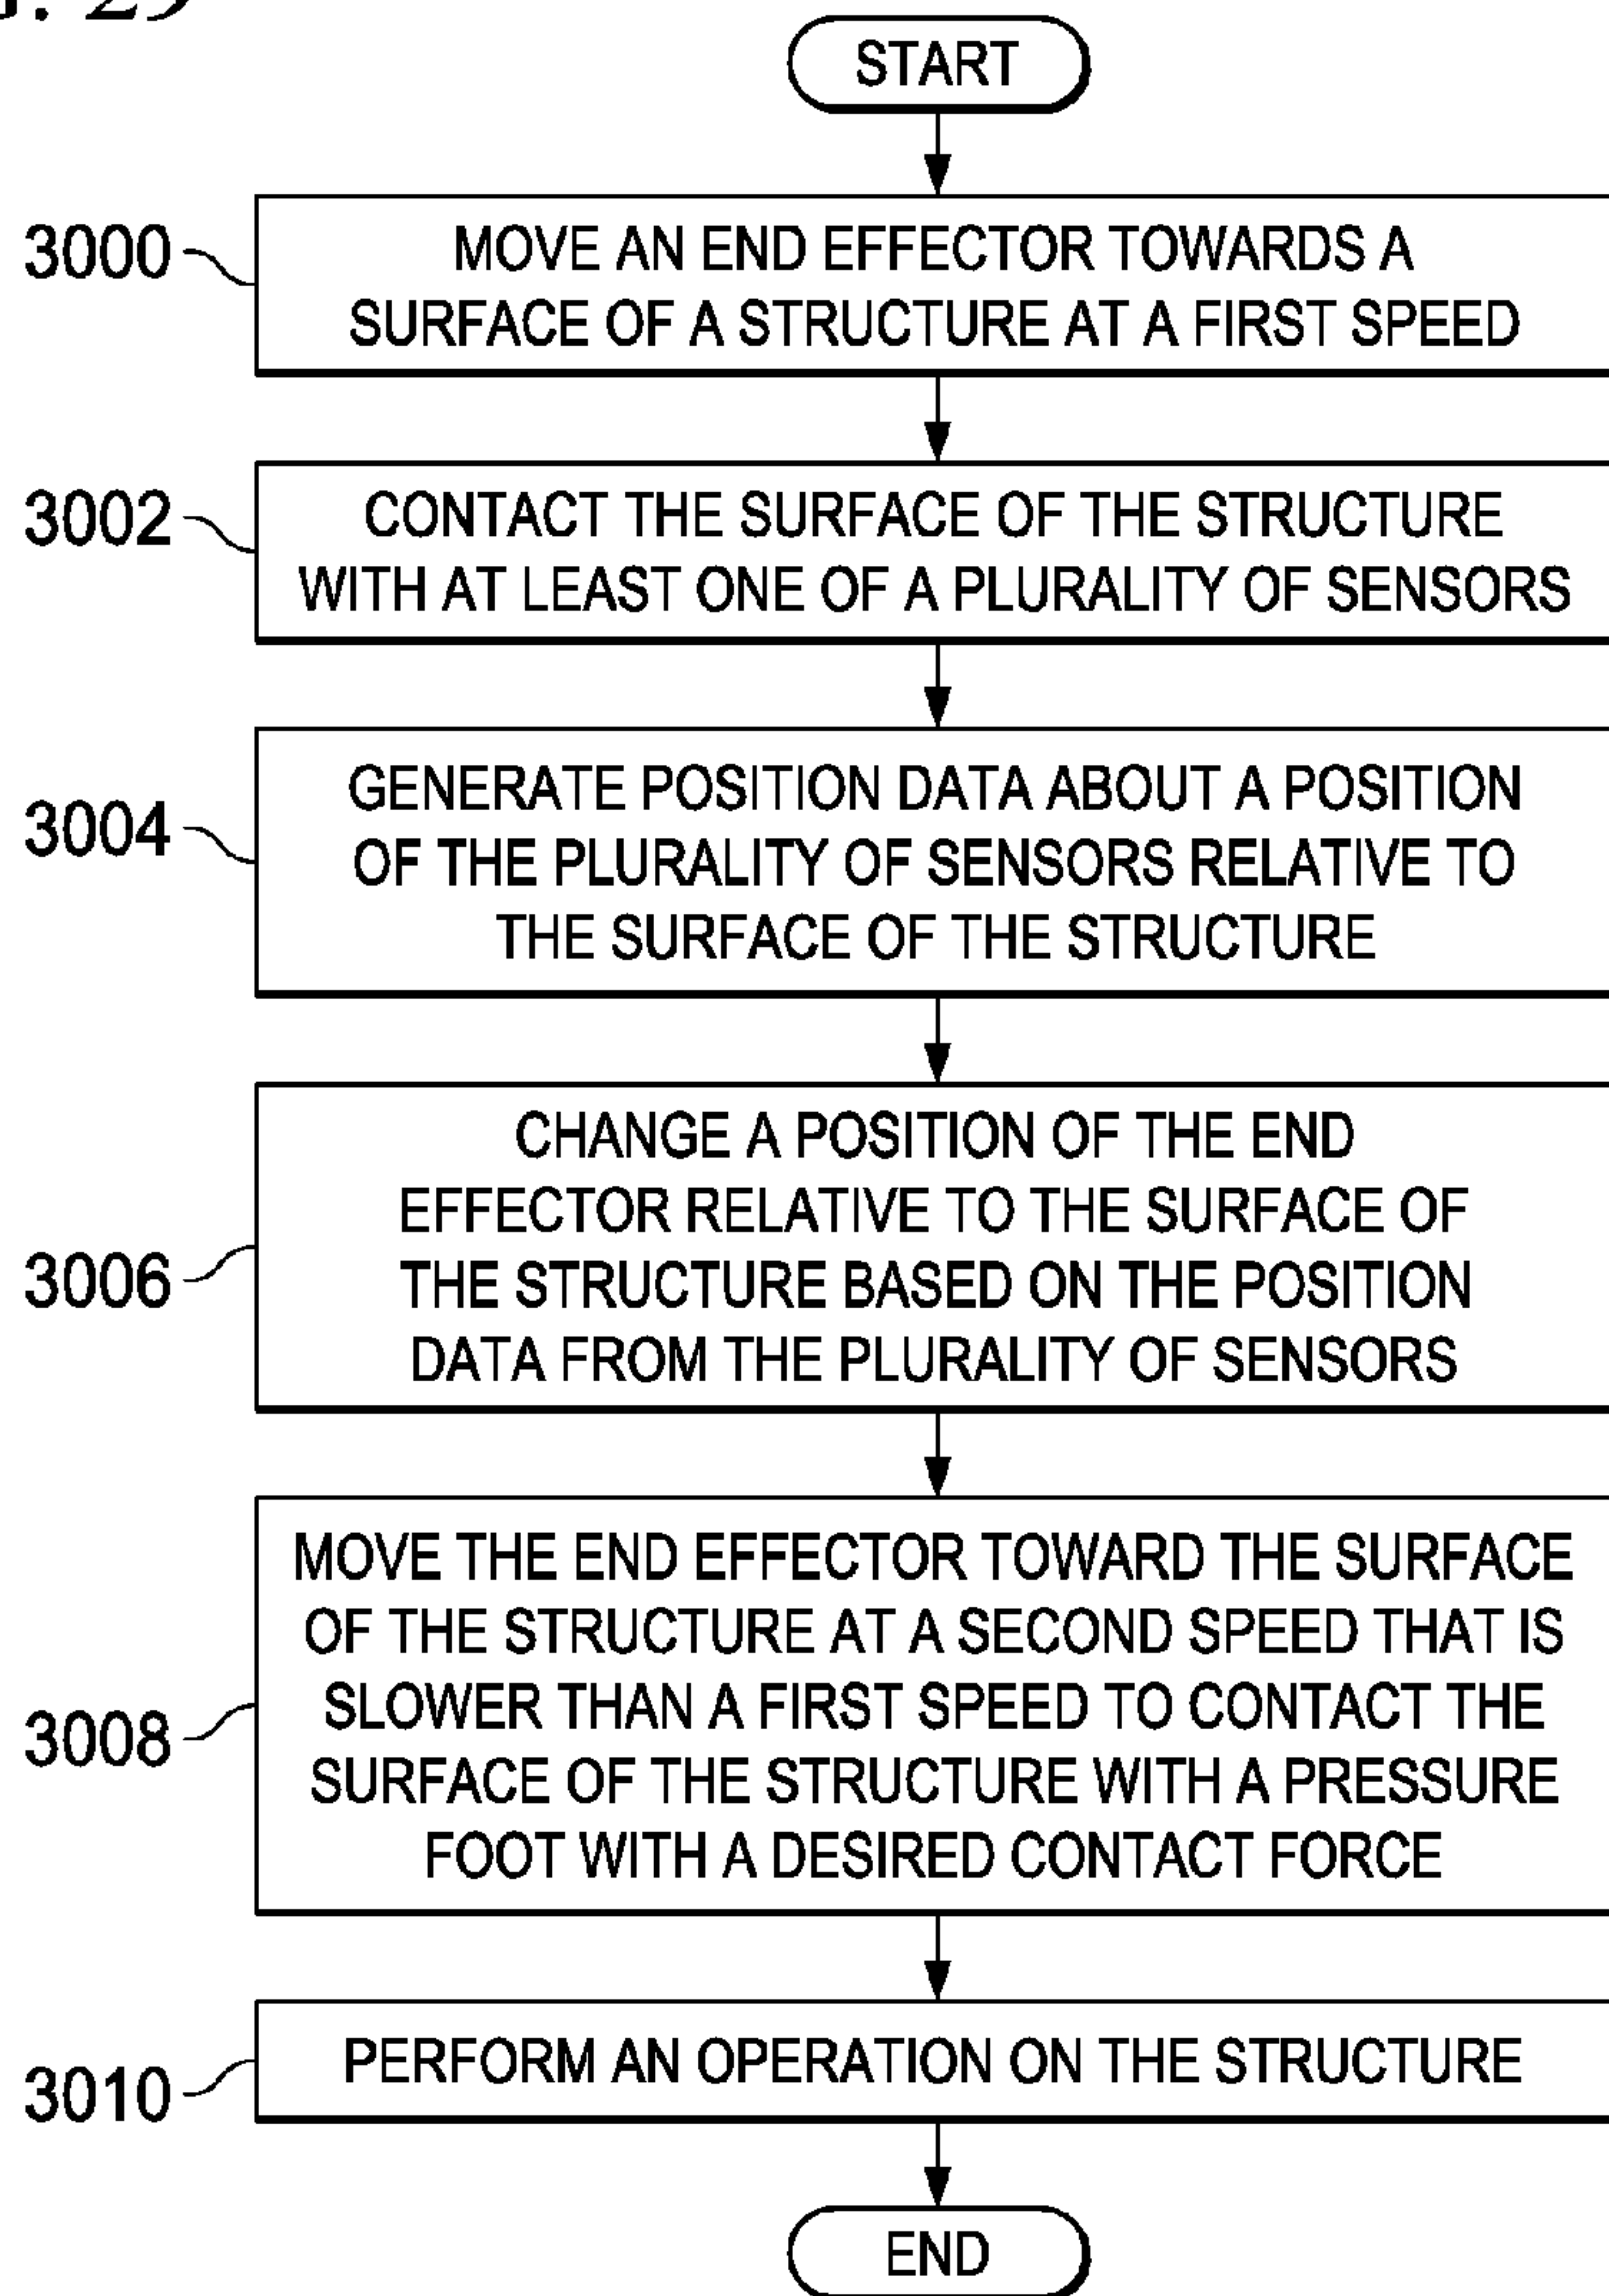 29
START
3000
MOVE AN END EFFECTOR TOWARDS A
SURFACE OF A STRUCTURE AT A FIRST SPEED
3002
CONTACT THE SURFACE OF THE STRUCTURE
WITH AT LEAST ONE OF A PLURALITY OF SENSORS
3004
GENERATE POSITION DATA ABOUT A POSITION
OF THE PLURALITY OF SENSORS RELATIVE TO
THE SURFACE OF THE STRUCTURE
3006
CHANGE A POSITION OF THE END
EFFECTOR RELATIVE TO THE SURFACE OF
THE STRUCTURE BASED ON THE POSITION
DATA FROM THE PLURALITY OF SENSORS
3008
MOVE THE END EFFECTOR TOWARD THE SURFACE
OF THE STRUCTURE AT A SECOND SPEED THAT IS
SLOWER THAN A FIRST SPEED TO CONTACT THE
SURFACE OF THE STRUCTURE WITH A PRESSURE
FOOT WITH A DESIRED CONTACT FORCE
3010
PERFORM AN OPERATION ON THE STRUCTURE
END